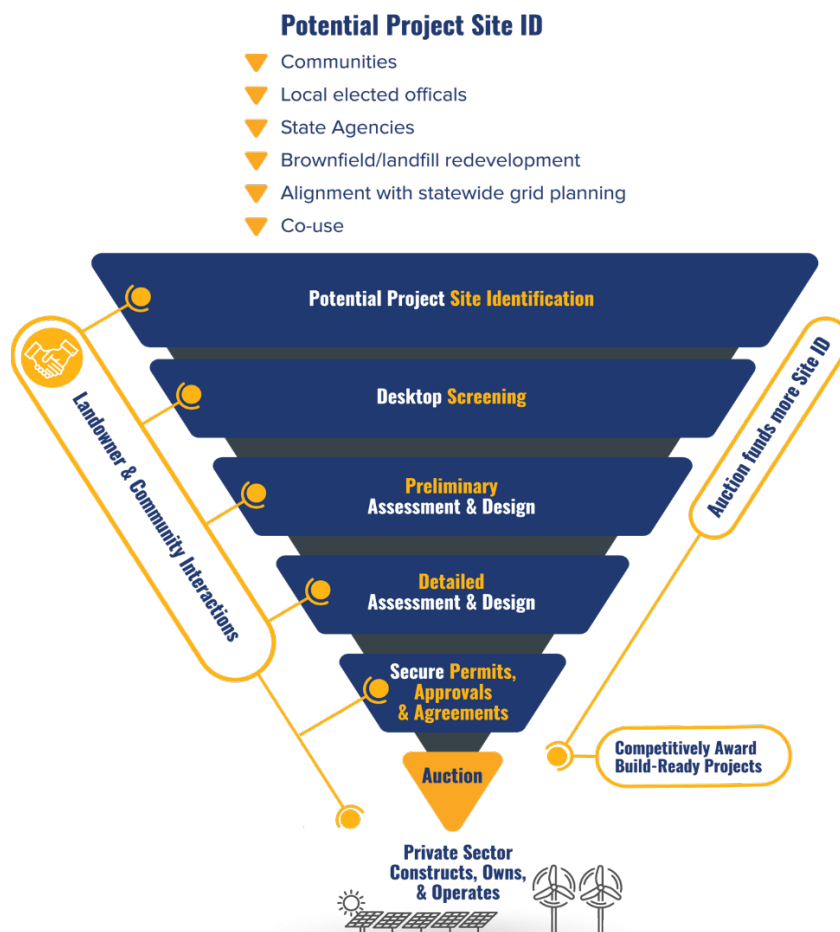 Potential Project Site ID
Communities
Local elected officals
State Agencies
Brownfield/landfill redevelopment
Alignment with statewide grid planning
Co-use
Potential Project Site Identification
Desktop Screening
Preliminary
Assessment & Design
Detailed
Assessment & Design
Secure Permits,
Approvals
& Agreements
Auction
Landowner & Community Interactions
Auction funds more Site ID
Competitively Award
Build-Ready Projects
Private Sector
Constructs, Owns,
& Operates